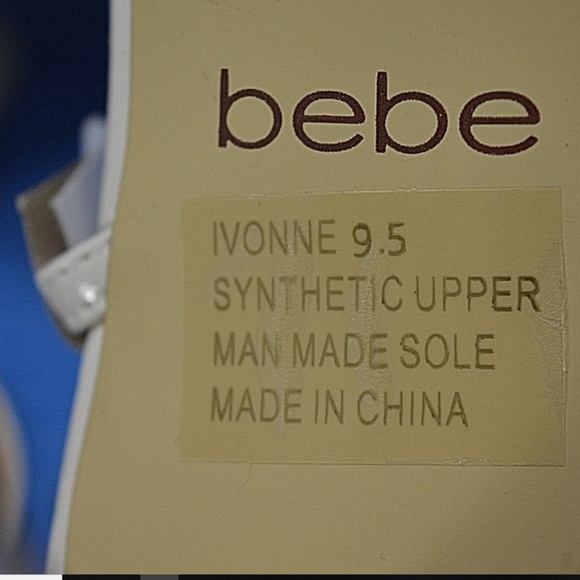 bebe
IVONNE 9.5
SYNTHETIC UPPER
MAN MADE SOLE
MADE IN CHINA